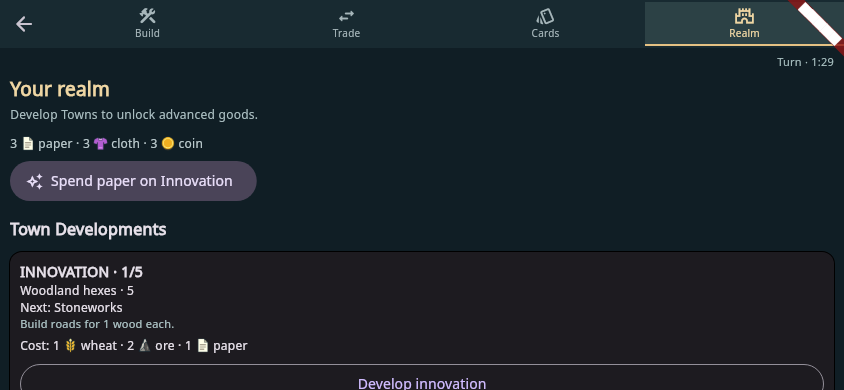 Build
Trade
Cards
Realm
Turn · 1:29
Your realm
Develop Towns to unlock advanced goods.
3 📄 paper · 3 👚 cloth · 3 🪙 coin
Spend paper on Innovation
Town Developments
INNOVATION · 1/5
Woodland hexes · 5
Next: Stoneworks
Build roads for 1 wood each.
Cost: 1 🌾 wheat · 2 ore · 1 📄 paper
Develop innovation